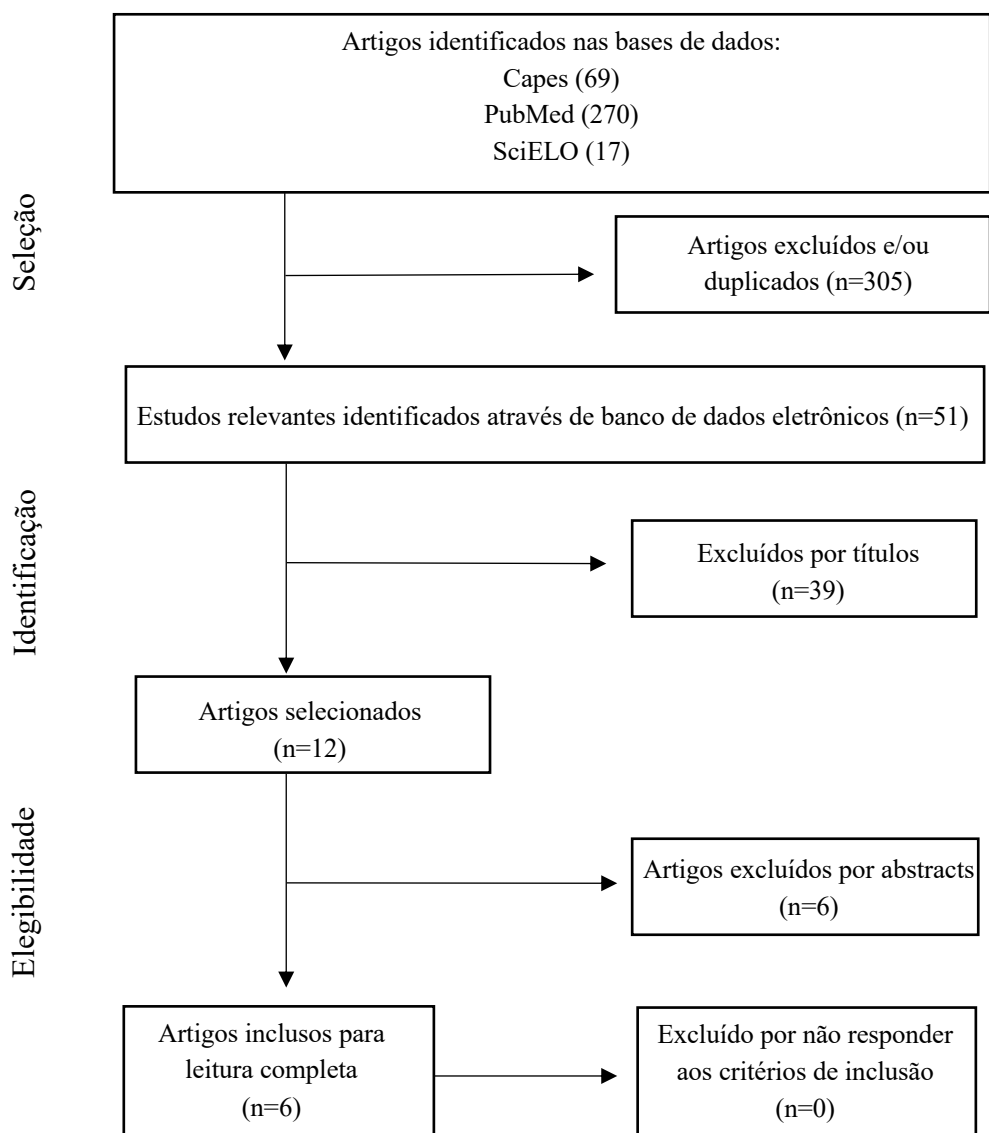 Artigos identificados nas bases de dados:
Capes (69)
PubMed (270)
SciELO (17)
Seleção
Artigos excluídos e/ou
duplicados (n=305)
Estudos relevantes identificados através de banco de dados eletrônicos (n=51)
Identificação
Excluídos por títulos
(n=39)
Artigos selecionados
(n=12)
Elegibilidade
Artigos excluídos por abstracts
(n=6)
Artigos inclusos para
leitura completa
(n=6)
Excluído por não responder
aos critérios de inclusão
(n=0)